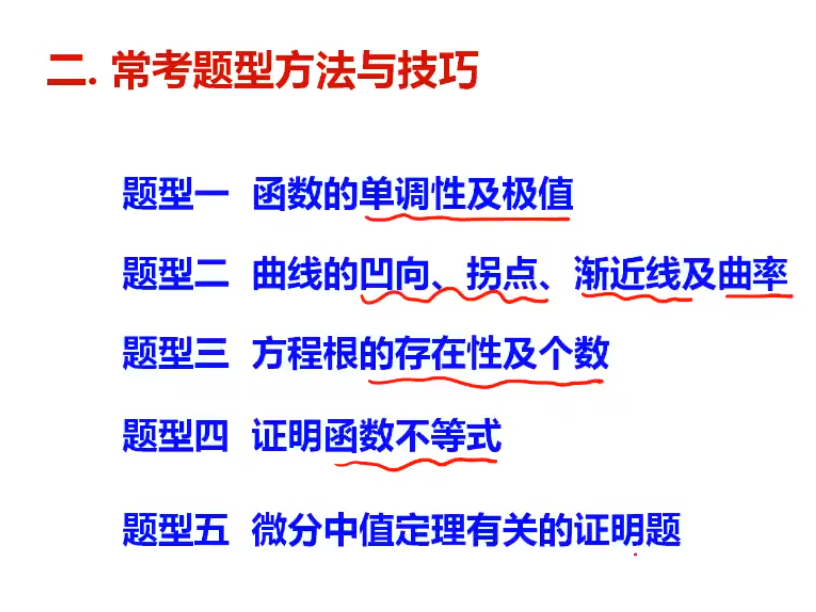 二. 常考题型方法与技巧
题型一 函数的单调性及极值
题型二 曲线的凹向、拐点、渐近线及曲率
题型三 方程根的存在性及个数
题型四 证明函数不等式
题型五 微分中值定理有关的证明题